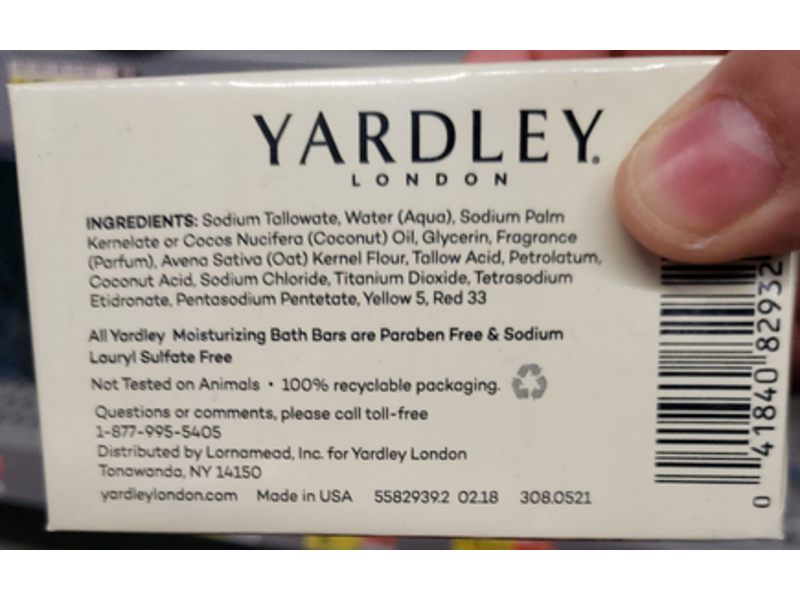 YARDLEY®
LONDON
INGREDIENTS: Sodium Tallowate, Water (Aqua), Sodium Palm
Kernelate or Cocos Nucifera (Coconut) Oil, Glycerin, Fragrance
(Parfum), Avena Sativa (Oat) Kernel Flour, Tallow Acid, Petrolatum,
Coconut Acid, Sodium Chloride, Titanium Dioxide, Tetrasodium
Etidronate, Pentasodium Pentetate, Yellow 5, Red 33
All Yardley Moisturizing Bath Bars are Paraben Free & Sodium
Lauryl Sulfate Free
Not Tested on Animals • 100% recyclable packaging.
Questions or comments, please call toll-free
1-877-995-5405
Distributed by Lornamead, Inc. for Yardley London
Tonawanda, NY 14150
yardleylondon.com Made in USA 5582939.2 02.18 308.0521
0 41840 82932